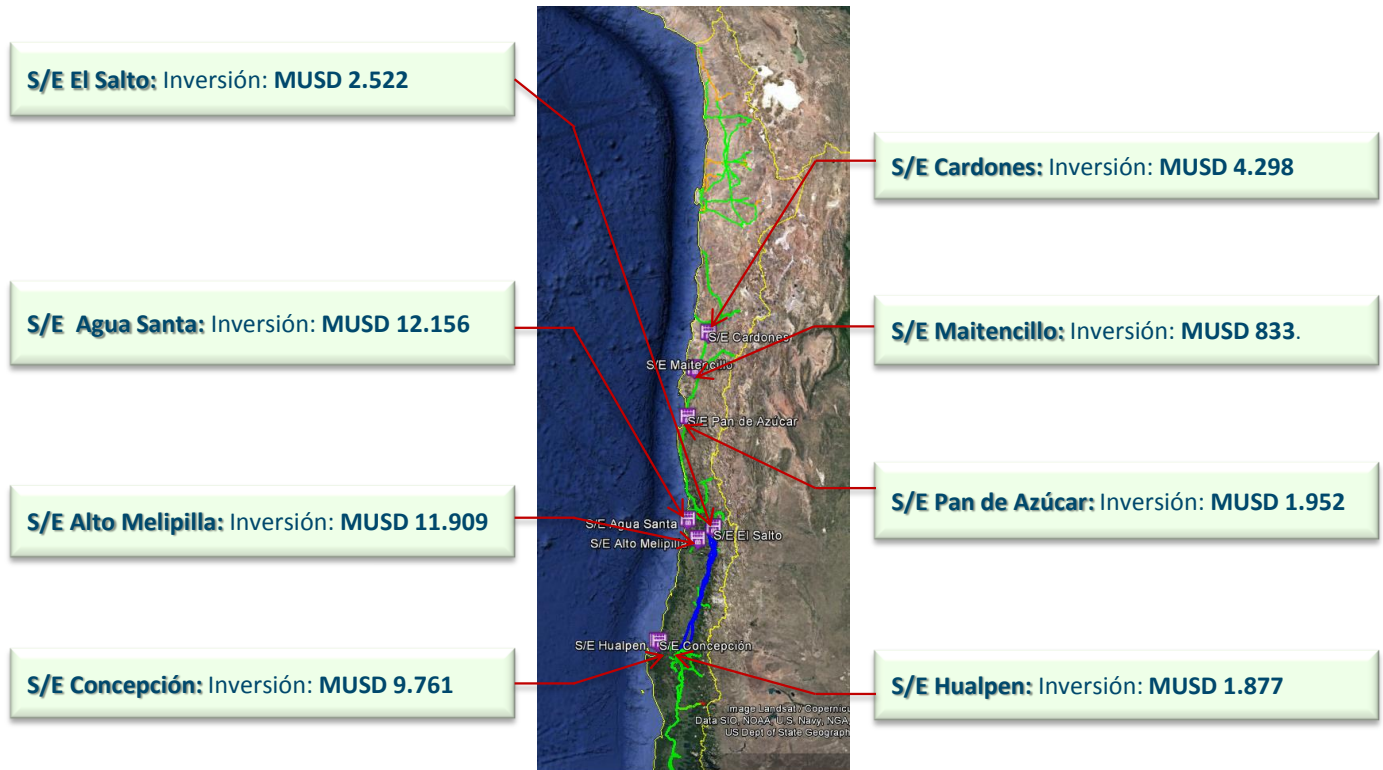 S/E El Salto: Inversión: MUSD 2.522
S/E Agua Santa: Inversión: MUSD 12.156
S/E Alto Melipilla: Inversión: MUSD 11.909
S/E Concepción: Inversión: MUSD 9.761
S/E Cardones
S/E Maitencillo
S/E Pan de Azúcar
S/E Agua Santa
S/E El Salto
S/E Alto Melipilla
S/E Hualpen
S/E Concepción
Image Landsat / Copernicu
Data SIO, NOAA, U.S. Navy, NGA,
US Dept of State Geograph
S/E Cardones: Inversión: MUSD 4.298
S/E Maitencillo: Inversión: MUSD 833.
S/E Pan de Azúcar: Inversión: MUSD 1.952
S/E Hualpen: Inversión: MUSD 1.877